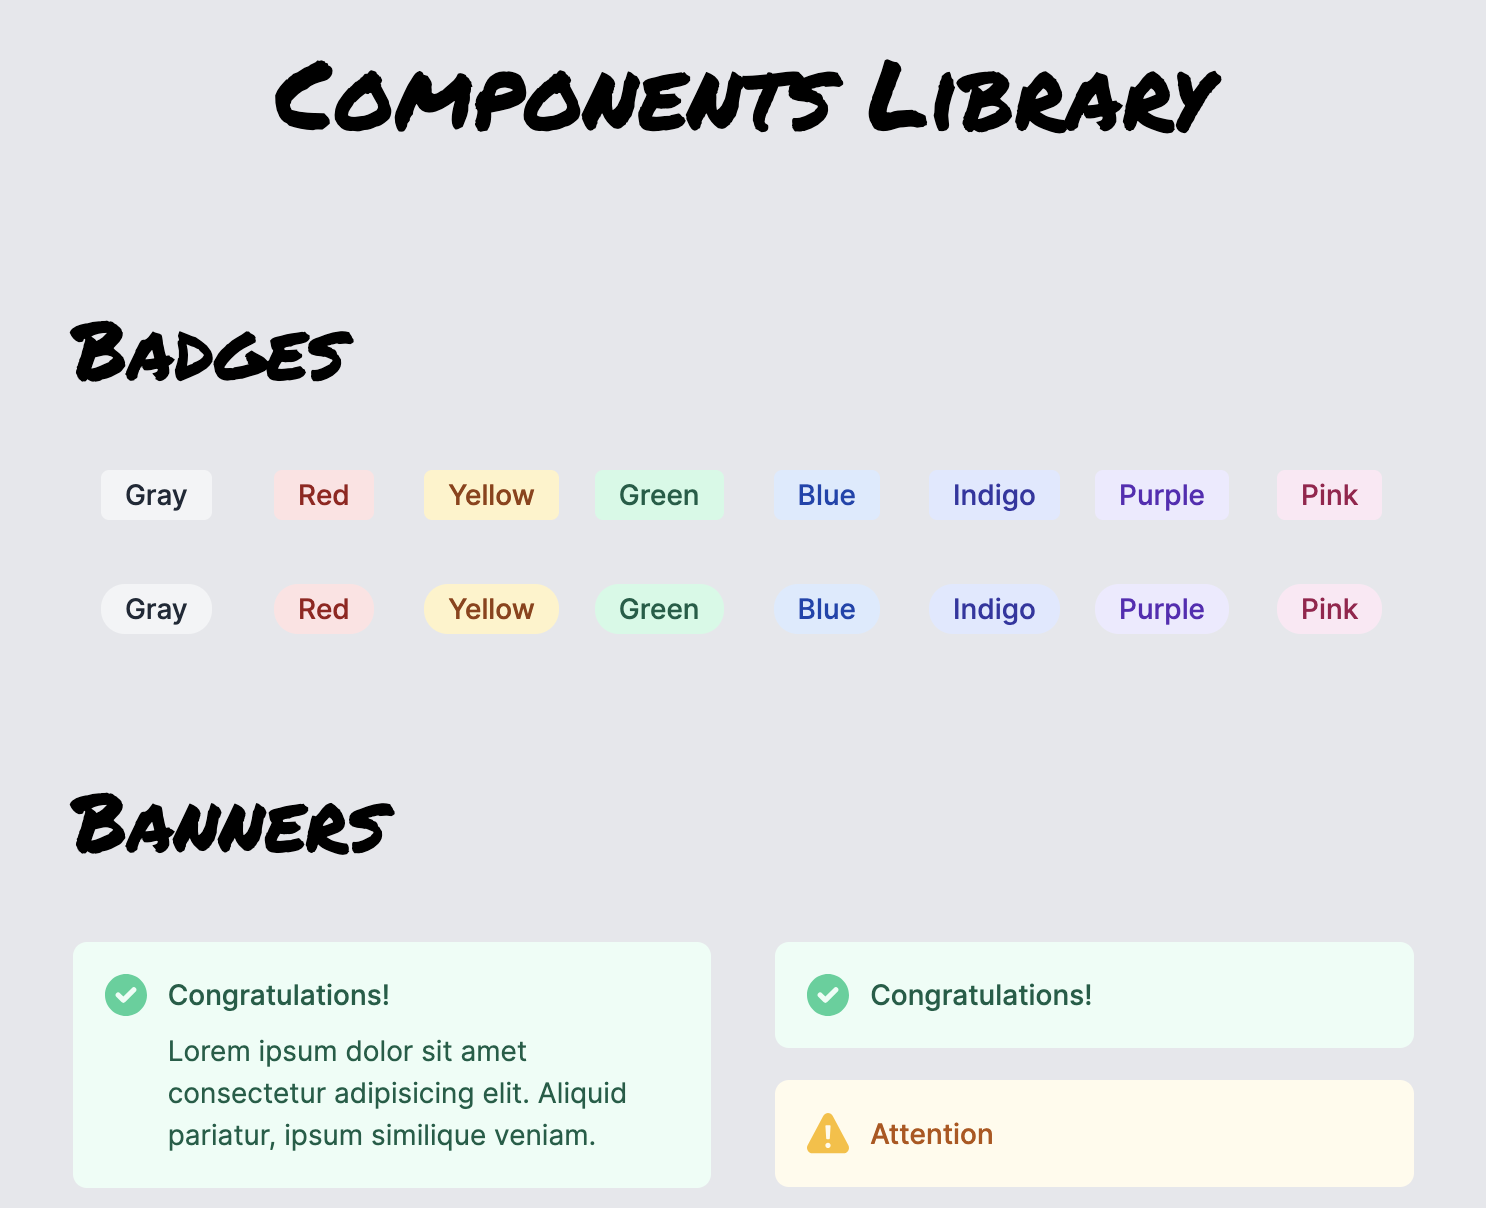 Components Library
Badges
Gray Red Yellow Green Blue Indigo Purple Pink
Gray Red Yellow Green Blue Indigo Purple Pink
Banners
Congratulations!
Lorem ipsum dolor sit amet
consectetur adipisicing elit. Aliquid
pariatur, ipsum similique veniam.
Congratulations!
Attention